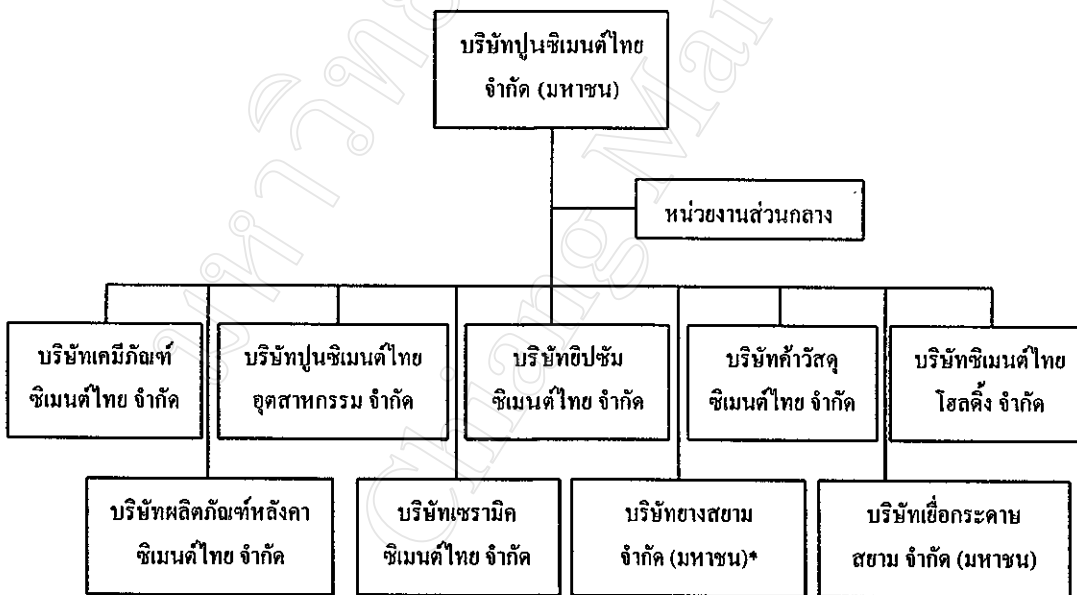 บริษัทปูนซิเมนต์ไทย
จำกัด (มหาชน)
หน่วยงานส่วนกลาง
บริษัทเคมีภัณฑ์
ซิเมนต์ไทย จำกัด
บริษัทปูนซิเมนต์ไทย
อุตสาหกรรม จำกัด
บริษัทยิปซัม
ซิเมนต์ไทย จำกัด
บริษัทค้าวัสดุ
ซิเมนต์ไทย จำกัด
บริษัทซิเมนต์ไทย
โฮลดิ้ง จำกัด
บริษัทผลิตภัณฑ์หลังคา
ซิเมนต์ไทย จำกัด
บริษัทเซรามิค
ซิเมนต์ไทย จำกัด
บริษัทยางสยาม
จำกัด (มหาชน)*
บริษัทเยื่อกระดาษ
สยาม จำกัด (มหาชน)
Chiang Mai